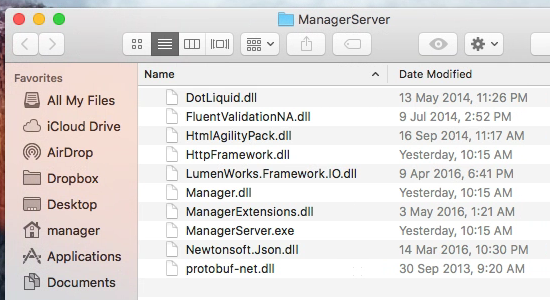 ManagerServer
Name Date Modified
Favorites
All My Files
iCloud Drive
AirDrop
Dropbox
Desktop
manager
Applications
Documents
DotLiquid.dll 13 May 2014, 11:26 PM
FluentValidationNA.dll 9 Jul 2014, 2:52 PM
HtmlAgilityPack.dll 16 Sep 2014, 11:17 AM
HttpFramework.dll Yesterday, 10:15 AM
LumenWorks.Framework.IO.dll 9 Apr 2016, 6:41 PM
Manager.dll Yesterday, 10:15 AM
ManagerExtensions.dll 3 May 2016, 1:21 AM
ManagerServer.exe Yesterday, 10:15 AM
Newtonsoft.Json.dll 14 Mar 2016, 10:30 PM
protobuf-net.dll 30 Sep 2013, 9:20 AM